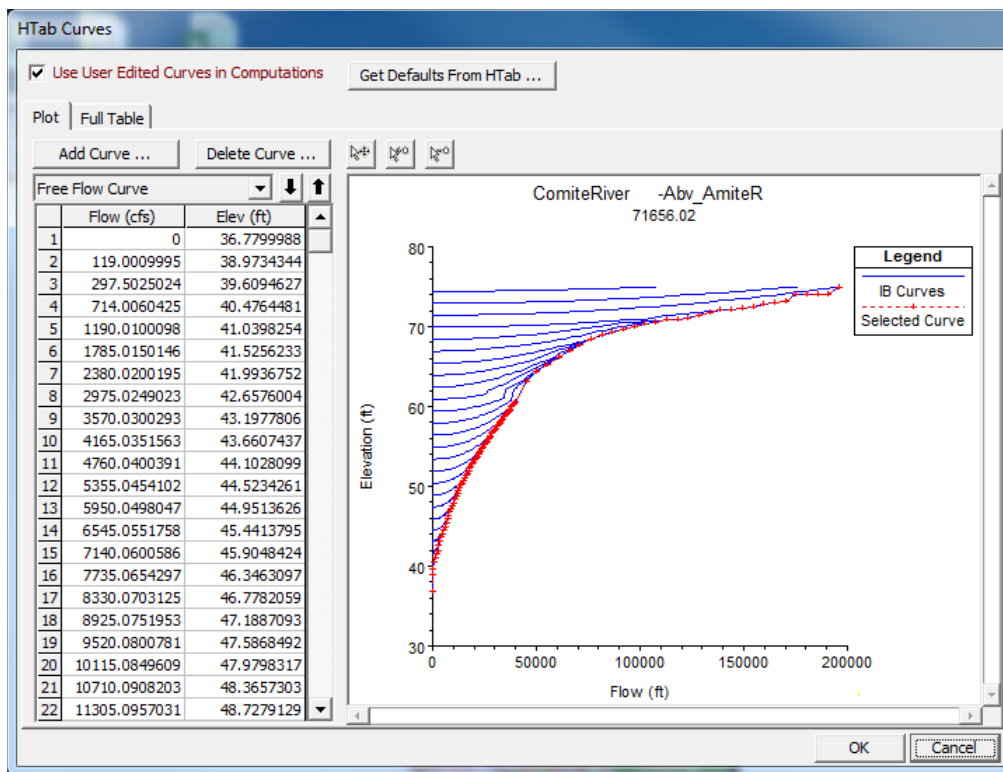 HTab Curves
Use User Edited Curves in Computations
Get Defaults From HTab ...
Plot
Full Table
Add Curve ...
Delete Curve ...
Free Flow Curve
Flow (cfs) Elev (ft)
1 0 36.7799988
2 119.0009995 38.9734344
3 297.5025024 39.6094627
4 714.0060425 40.4764481
5 1190.0100098 41.0398254
6 1785.0150146 41.5256233
7 2380.0200195 41.9936752
8 2975.0249023 42.6576004
9 3570.0300293 43.1977806
10 4165.0351563 43.6607437
11 4760.0400391 44.1028099
12 5355.0454102 44.5234261
13 5950.0498047 44.9513626
14 6545.0551758 45.4413795
15 7140.0600586 45.9048424
16 7735.0654297 46.3463097
17 8330.0703125 46.7782059
18 8925.0751953 47.1887093
19 9520.0800781 47.5868492
20 10115.0849609 47.9798317
21 10710.0908203 48.3657303
22 11305.0957031 48.7279129
ComiteRiver -Abv_AmiteR
71656.02
80
70
60
50
40
30
Elevation (ft)
0 50000 100000 150000 200000
Flow (ft)
Legend
IB Curves
Selected Curve
OK
Cancel